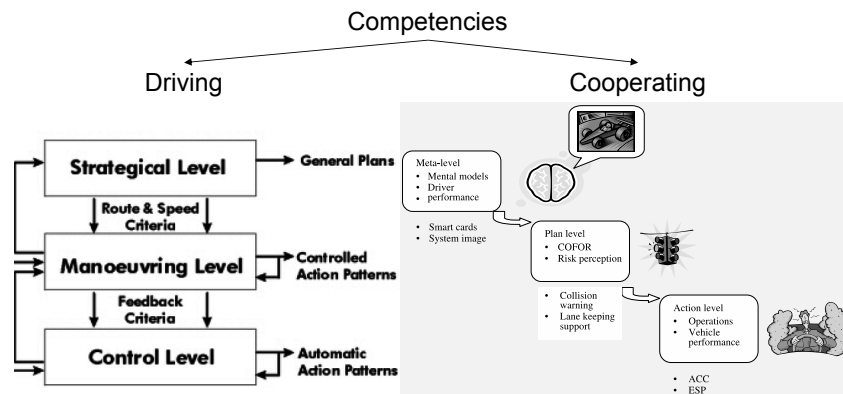 Competencies
Driving
Cooperating
Strategical Level
General Plans
Route & Speed
Criteria
Manoeuvring Level
Controlled
Action Patterns
Feedback
Criteria
Control Level
Automatic
Action Patterns
Meta-level
• Mental models
• Driver
• performance
• Smart cards
• System image
Plan level
• COFOR
• Risk perception
• Collision
warning
• Lane keeping
support
Action level
• Operations
• Vehicle
performance
• ACC
• ESP